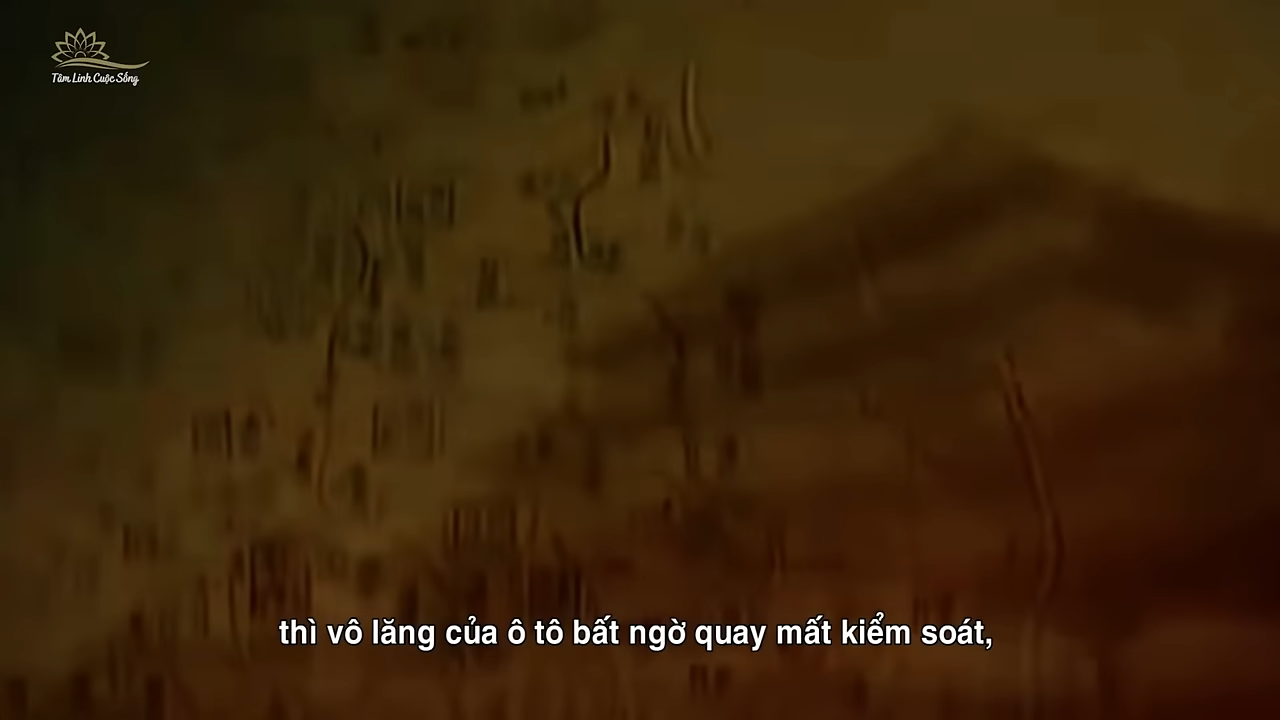 Tâm Linh Cuộc Sống
thì vô lăng của ô tô bất ngờ quay mất kiểm soát,